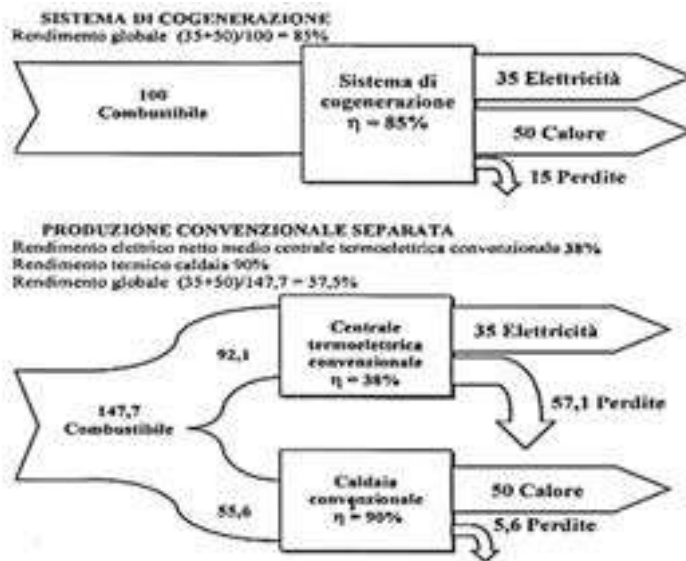 SISTEMA DI COGENERAZIONE
Rendimento globale (35+50)/100 = 85%
100
Combustibile
Sistema di
cogenerazione
η = 85%
35 Elettricità
50 Calore
15 Perdite
PRODUZIONE CONVENZIONALE SEPARATA
Rendimento elettrico netto medio centrale termoelettrica convenzionale 38%
Rendimento termico caldaia 90%
Rendimento globale (35+50)/147,7 = 57,5%
92,1
Centrale
termoelettrica
convenzionale
η = 38%
35 Elettricità
57,1 Perdite
147,7
Combustibile
55,6
Caldaia
convenzionale
η = 90%
50 Calore
5,6 Perdite